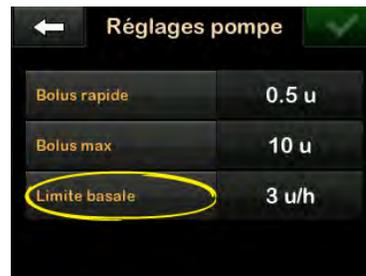 Réglages pompe
Bolus rapide 0.5 u
Bolus max 10 u
Limite basale 3 u/h